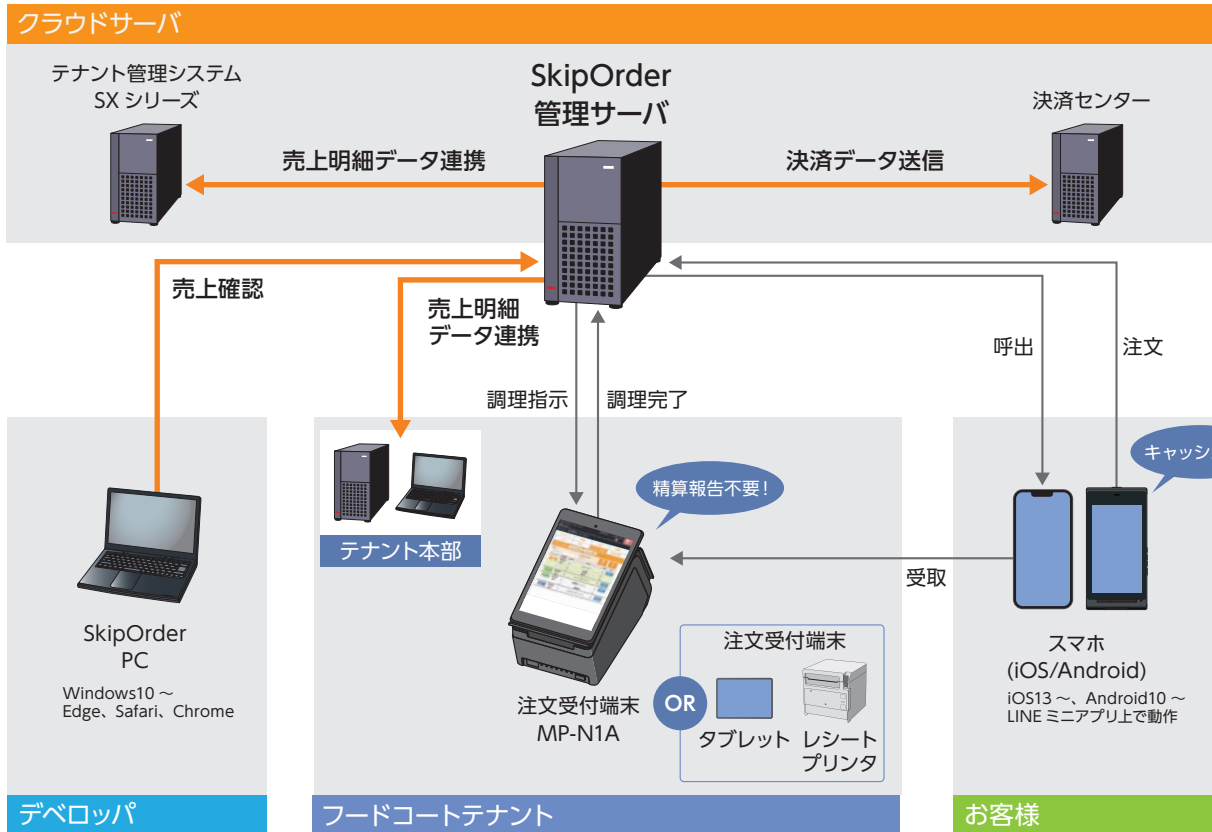 クラウドサーバ
テナント管理システム
SX シリーズ
SkipOrder
管理サーバ
決済センター
売上明細データ連携
決済データ送信
売上確認
売上明細
データ連携
呼出
注文
調理指示
調理完了
キャッシ
精算報告不要！
テナント本部
受取
SkipOrder
PC
Windows10 ～
Edge、Safari、Chrome
注文受付端末
MP-N1A
OR
注文受付端末
タブレット
レシート
プリンタ
スマホ
(iOS/Android)
iOS13 ～、Android10 ～
LINE ミニアプリ上で動作
デベロッパ
フードコートテナント
お客様